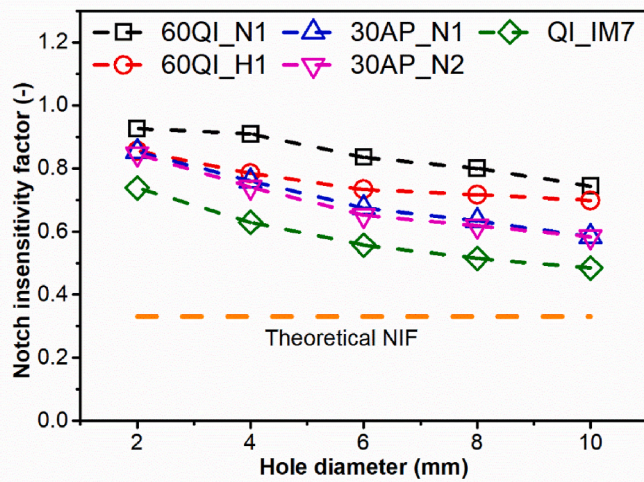 60QI_N1 30AP_N1 QI_IM7
60QI_H1 30AP_N2
Notch insensitivity factor (-)
1.2
1.0
0.8
0.6
0.4
0.2
0.0
Theoretical NIF
2 4 6 8 10
Hole diameter (mm)